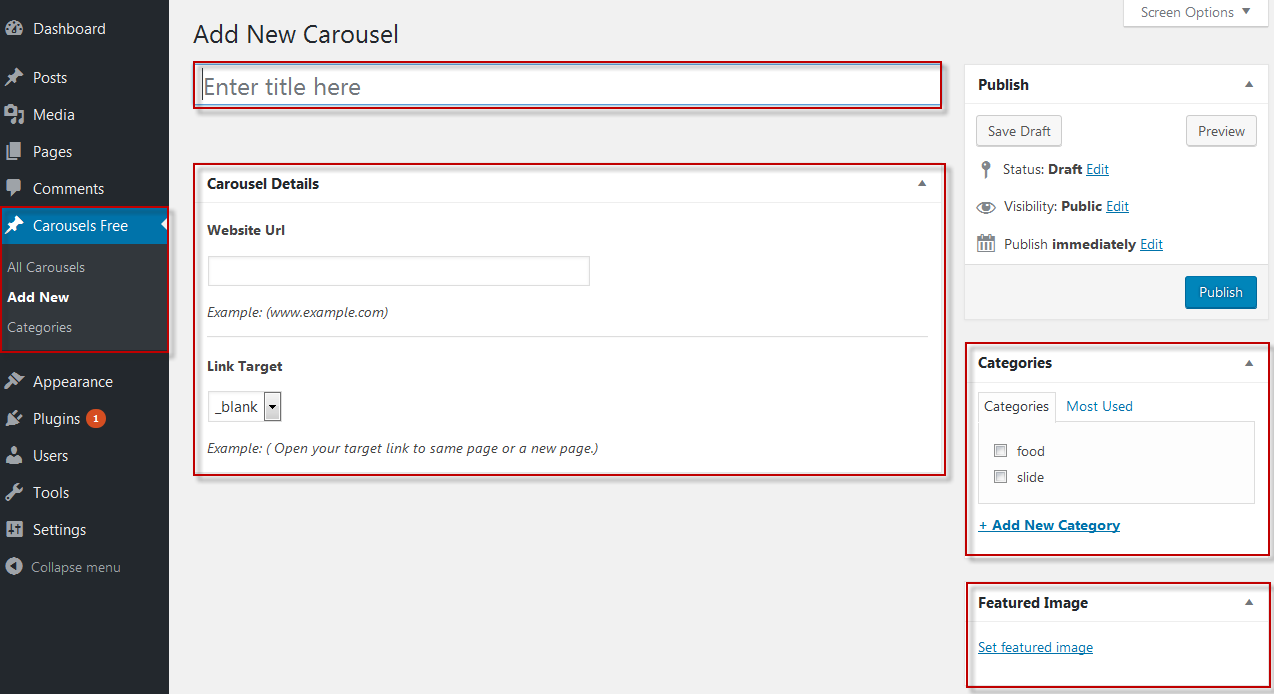 Dashboard
Posts
Media
Pages
Comments
Carousels Free
All Carousels
Add New
Categories
Appearance
Plugins 1
Users
Tools
Settings
Collapse menu
Screen Options
Add New Carousel
Enter title here
Carousel Details
Website Url
Example: (www.example.com)
Link Target
_blank
Example: ( Open your target link to same page or a new page.)
Publish
Save Draft Preview
Status: Draft Edit
Visibility: Public Edit
Publish immediately Edit
Publish
Categories
Categories Most Used
food
slide
+ Add New Category
Featured Image
Set featured image